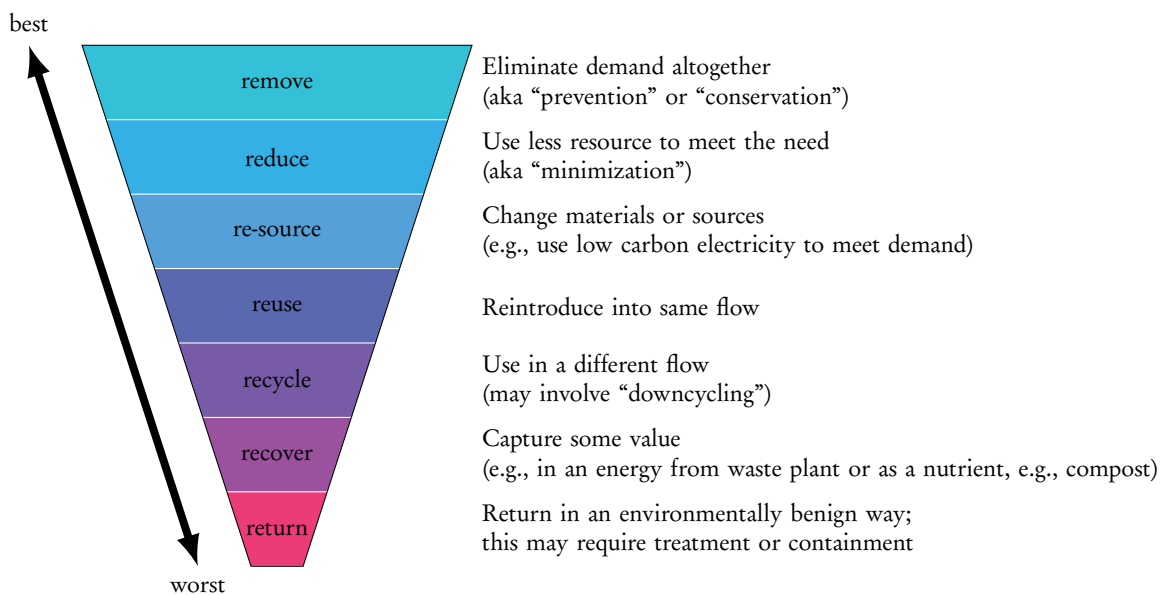 best
remove
Eliminate demand altogether
(aka “prevention” or “conservation”)
reduce
Use less resource to meet the need
(aka “minimization”)
re-source
Change materials or sources
(e.g., use low carbon electricity to meet demand)
reuse
Reintroduce into same flow
recycle
Use in a different flow
(may involve “downcycling”)
recover
Capture some value
(e.g., in an energy from waste plant or as a nutrient, e.g., compost)
return
Return in an environmentally benign way;
this may require treatment or containment
worst